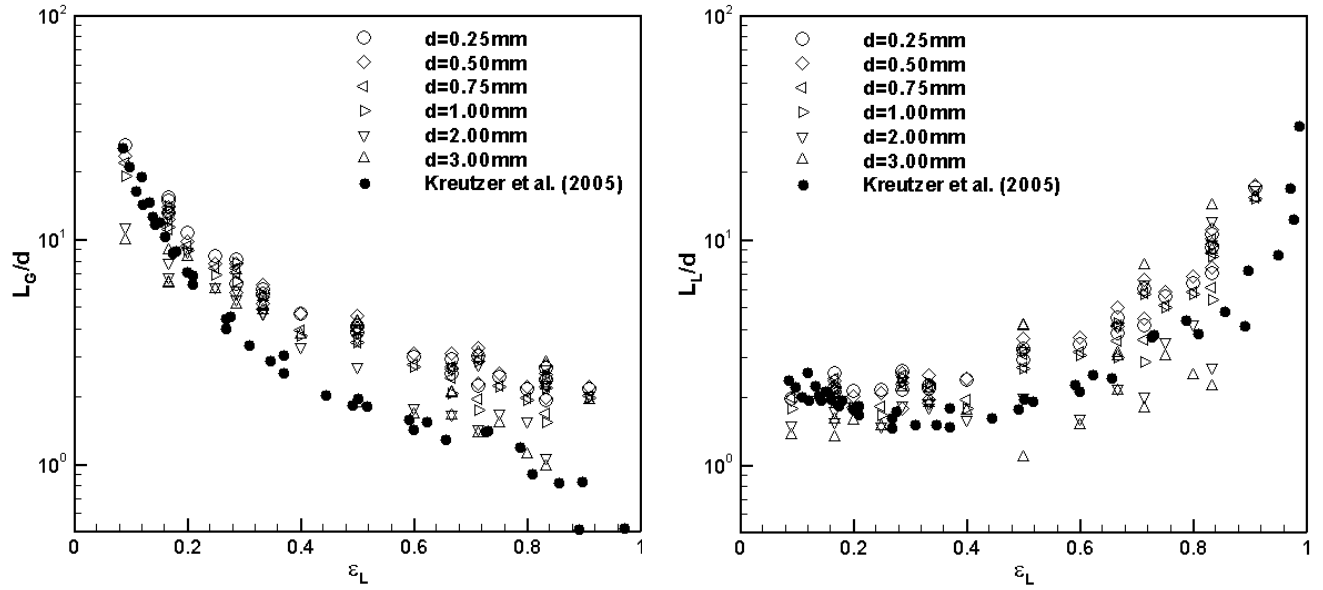 10²
10¹
10⁰
L_G/d
d=0.25mm
d=0.50mm
d=0.75mm
d=1.00mm
d=2.00mm
d=3.00mm
Kreutzer et al. (2005)
0 0.2 0.4 0.6 0.8 1
ε_L
10²
10¹
10⁰
L_L/d
d=0.25mm
d=0.50mm
d=0.75mm
d=1.00mm
d=2.00mm
d=3.00mm
Kreutzer et al. (2005)
0 0.2 0.4 0.6 0.8 1
ε_L